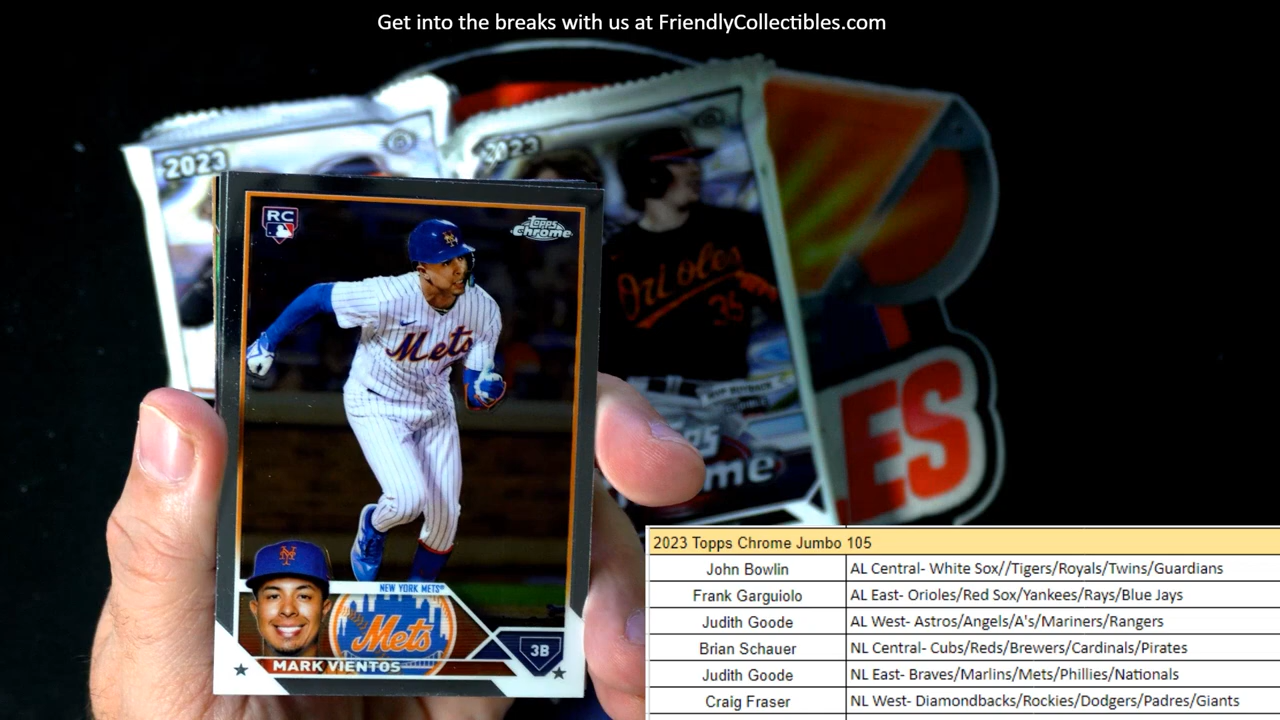 Get into the breaks with us at FriendlyCollectibles.com
2023
2023
RC
Topps
Chrome
Orioles
35
Mets
NEW YORK METS
Mets
3B
MARK VIENTOS
ES
2023 Topps Chrome Jumbo 105
John Bowlin AL Central- White Sox//Tigers/Royals/Twins/Guardians
Frank Garguiolo AL East- Orioles/Red Sox/Yankees/Rays/Blue Jays
Judith Goode AL West- Astros/Angels/A's/Mariners/Rangers
Brian Schauer NL Central- Cubs/Reds/Brewers/Cardinals/Pirates
Judith Goode NL East- Braves/Marlins/Mets/Phillies/Nationals
Craig Fraser NL West- Diamondbacks/Rockies/Dodgers/Padres/Giants